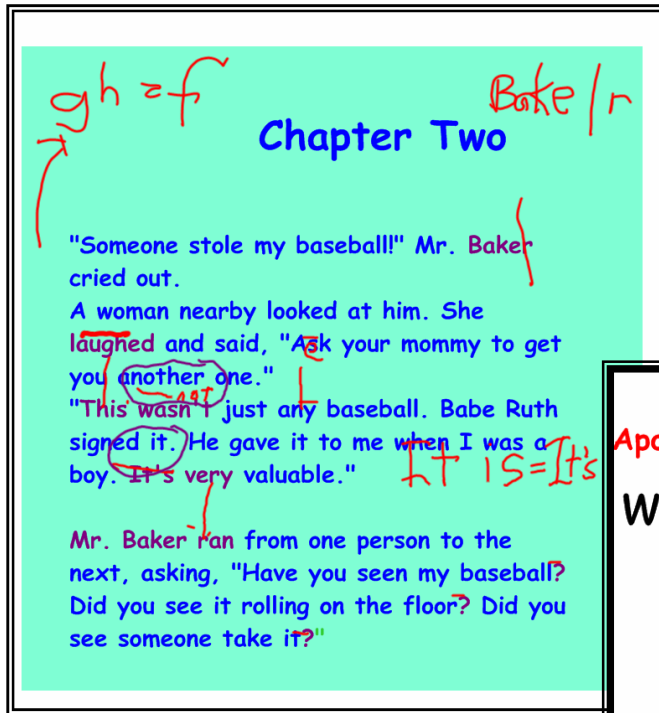 gh = f
Bake/r
Chapter Two
"Someone stole my baseball!" Mr. Baker
cried out.
A woman nearby looked at him. She
laughed and said, "Ask your mommy to get
you another one."
not
"This wasn't just any baseball. Babe Ruth
signed it. He gave it to me when I was a
boy. It's very valuable."
It is = It's
Mr. Baker ran from one person to the
next, asking, "Have you seen my baseball?
Did you see it rolling on the floor? Did you
see someone take it?"